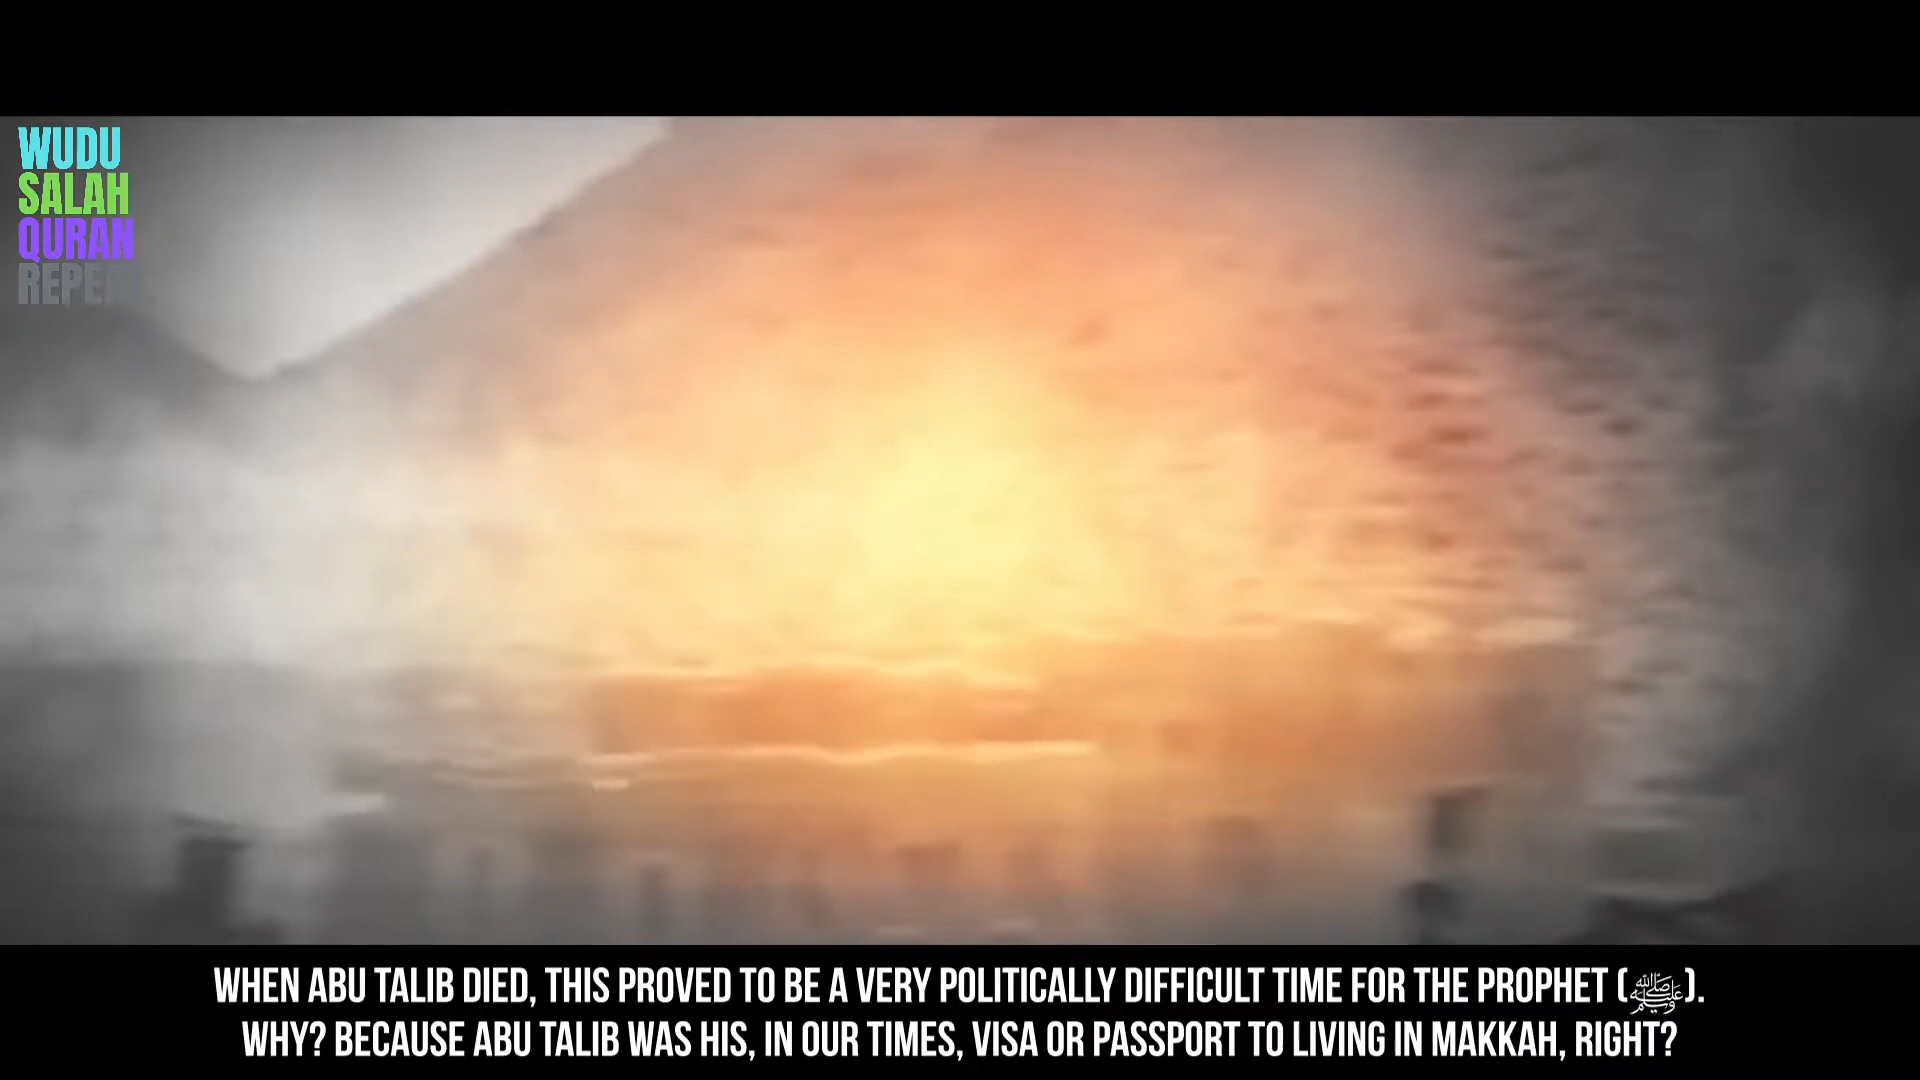 WUDU
SALAH
QURAN
REPEAT
WHEN ABU TALIB DIED, THIS PROVED TO BE A VERY POLITICALLY DIFFICULT TIME FOR THE PROPHET (ﷺ).
WHY? BECAUSE ABU TALIB WAS HIS, IN OUR TIMES, VISA OR PASSPORT TO LIVING IN MAKKAH, RIGHT?